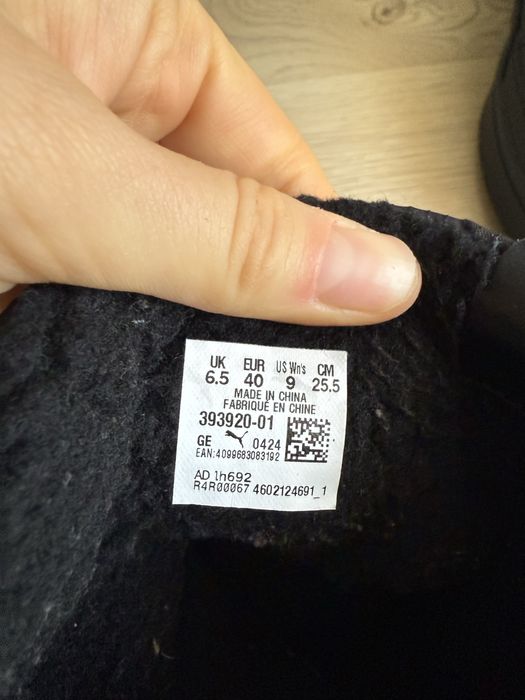 UK EUR US Wn's CM
6.5 40 9 25.5
MADE IN CHINA
FABRIQUÉ EN CHINE
393920-01
GE 0424
EAN:4099683083192
AD 1h692
R4R00067 4602124691_1